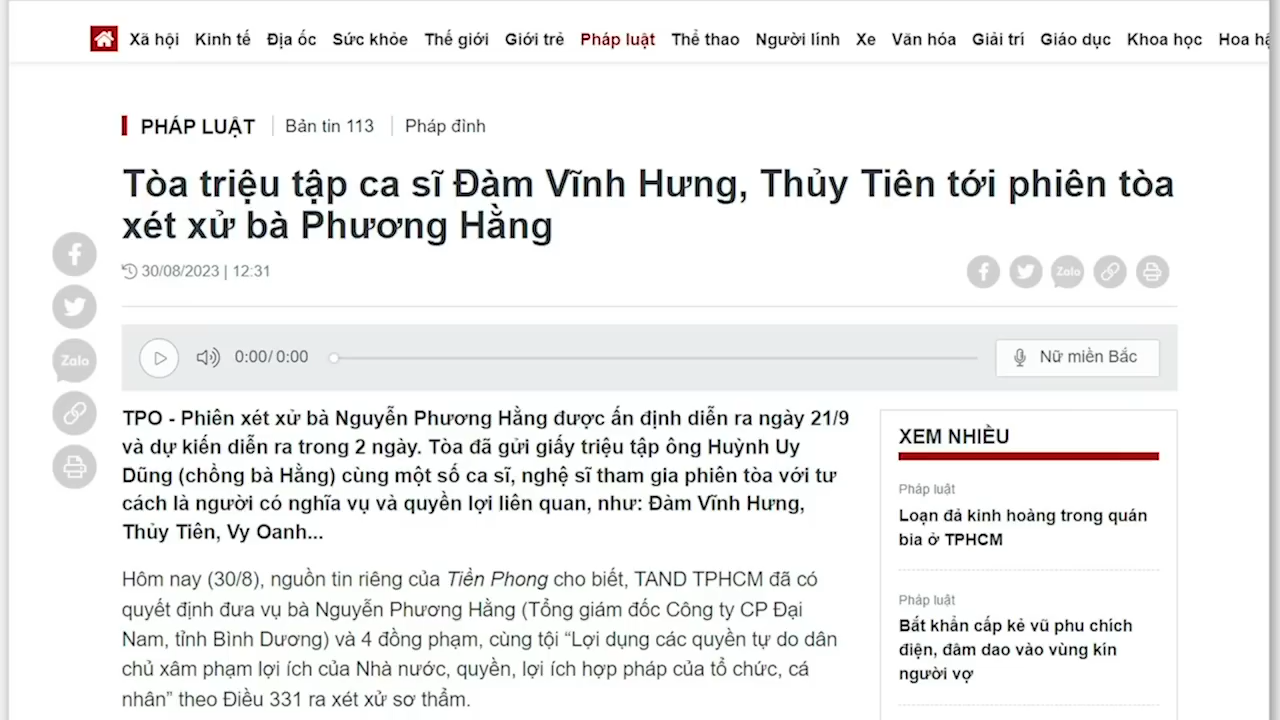 Xã hội Kinh tế Địa ốc Sức khỏe Thế giới Giới trẻ Pháp luật Thể thao Người lính Xe Văn hóa Giải trí Giáo dục Khoa học Hoa hậ
PHÁP LUẬT Bản tin 113 Pháp đình
Tòa triệu tập ca sĩ Đàm Vĩnh Hưng, Thủy Tiên tới phiên tòa
xét xử bà Phương Hằng
30/08/2023 | 12:31
Zalo
Zalo
0:00/ 0:00
Nữ miền Bắc
TPO - Phiên xét xử bà Nguyễn Phương Hằng được ấn định diễn ra ngày 21/9
và dự kiến diễn ra trong 2 ngày. Tòa đã gửi giấy triệu tập ông Huỳnh Uy
Dũng (chồng bà Hằng) cùng một số ca sĩ, nghệ sĩ tham gia phiên tòa với tư
cách là người có nghĩa vụ và quyền lợi liên quan, như: Đàm Vĩnh Hưng,
Thủy Tiên, Vy Oanh...
Hôm nay (30/8), nguồn tin riêng của Tiền Phong cho biết, TAND TPHCM đã có
quyết định đưa vụ bà Nguyễn Phương Hằng (Tổng giám đốc Công ty CP Đại
Nam, tỉnh Bình Dương) và 4 đồng phạm, cùng tội “Lợi dụng các quyền tự do dân
chủ xâm phạm lợi ích của Nhà nước, quyền, lợi ích hợp pháp của tổ chức, cá
nhân” theo Điều 331 ra xét xử sơ thẩm.
XEM NHIỀU
Pháp luật
Loạn đả kinh hoàng trong quán
bia ở TPHCM
Pháp luật
Bắt khẩn cấp kẻ vũ phu chích
điện, đâm dao vào vùng kín
người vợ